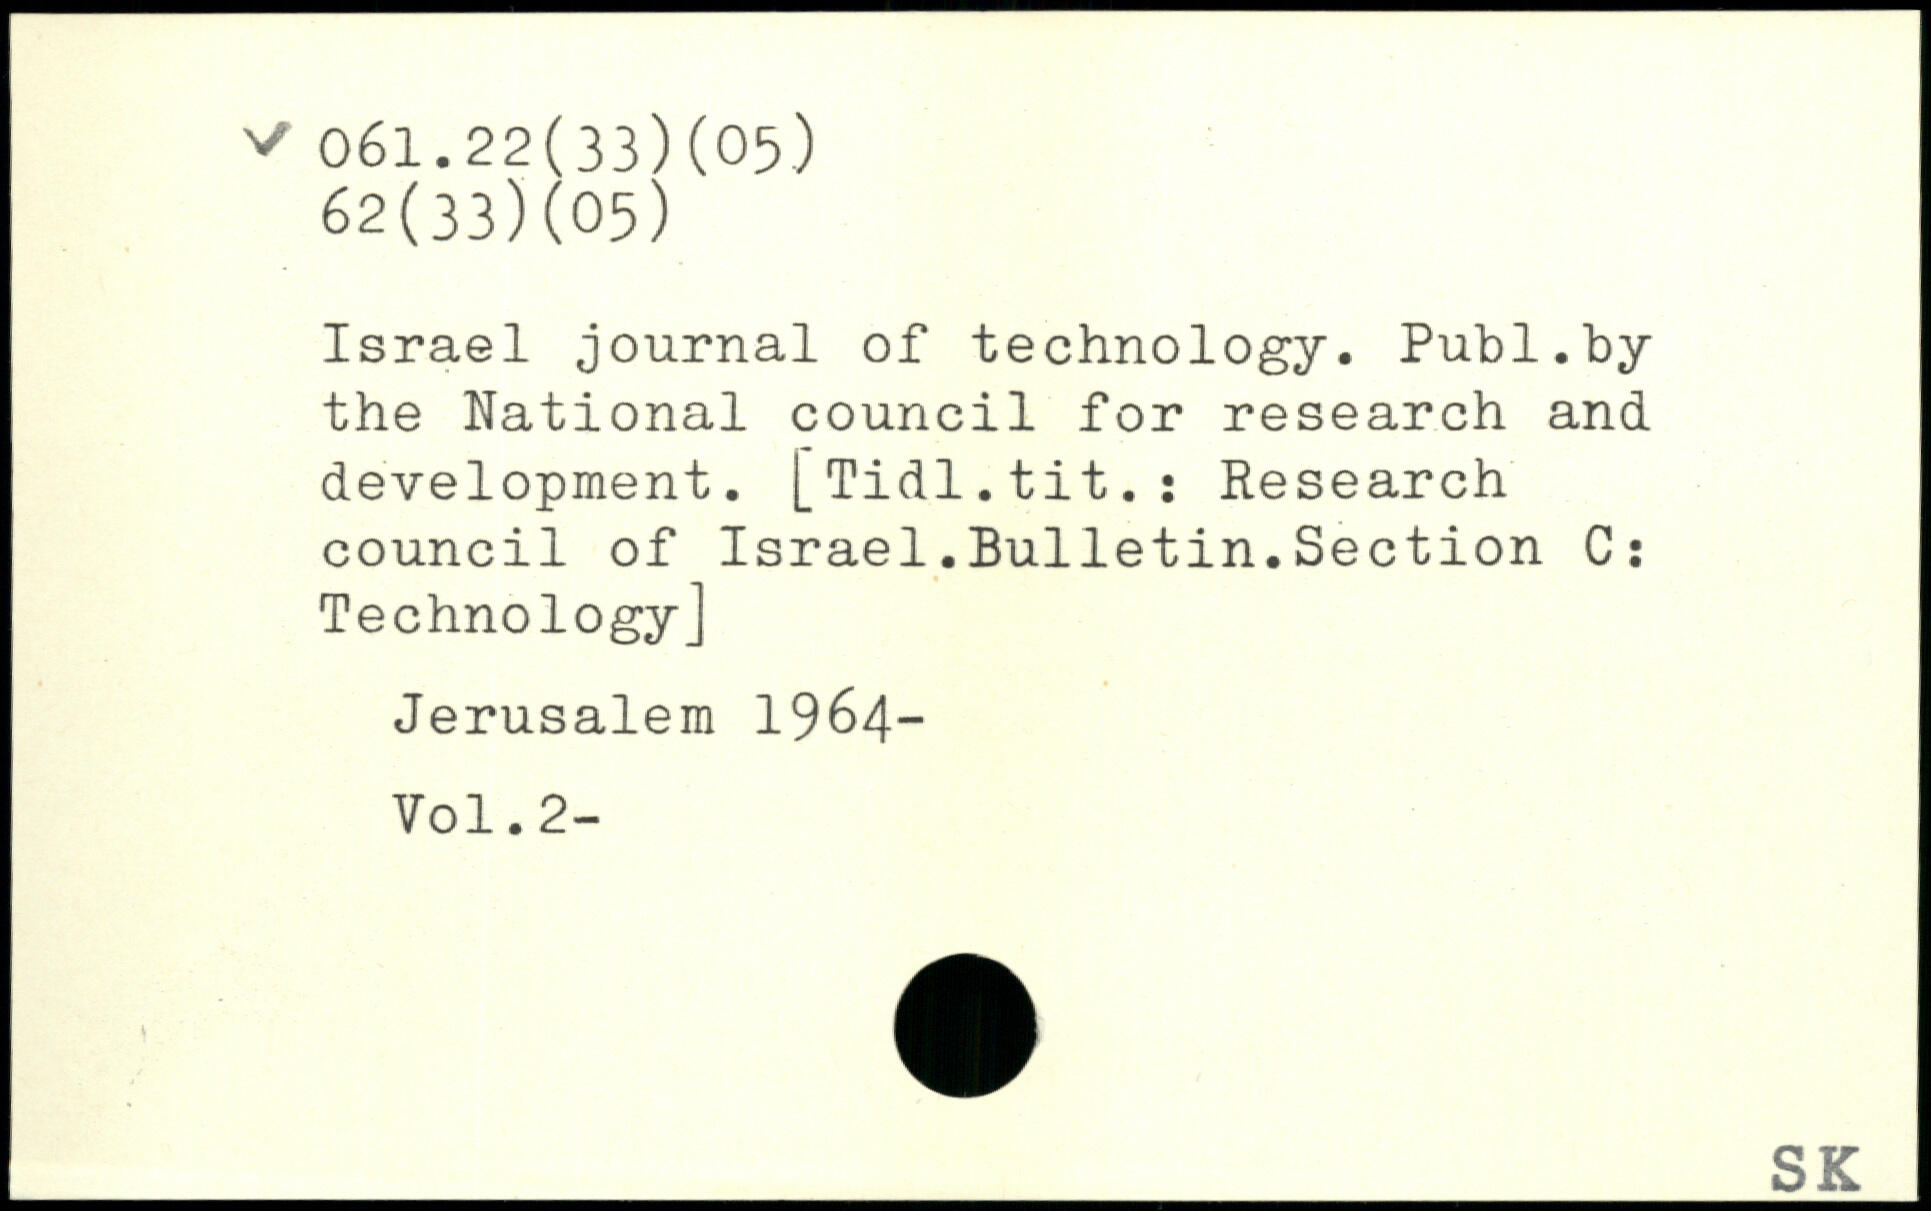 ✓ 061.22(33)(05)
62(33)(05)
Israel journal of technology. Publ.by
the National council for research and
development. [Tidl.tit.: Research
council of Israel.Bulletin.Section C:
Technology]
Jerusalem 1964-
Vol.2-
SK